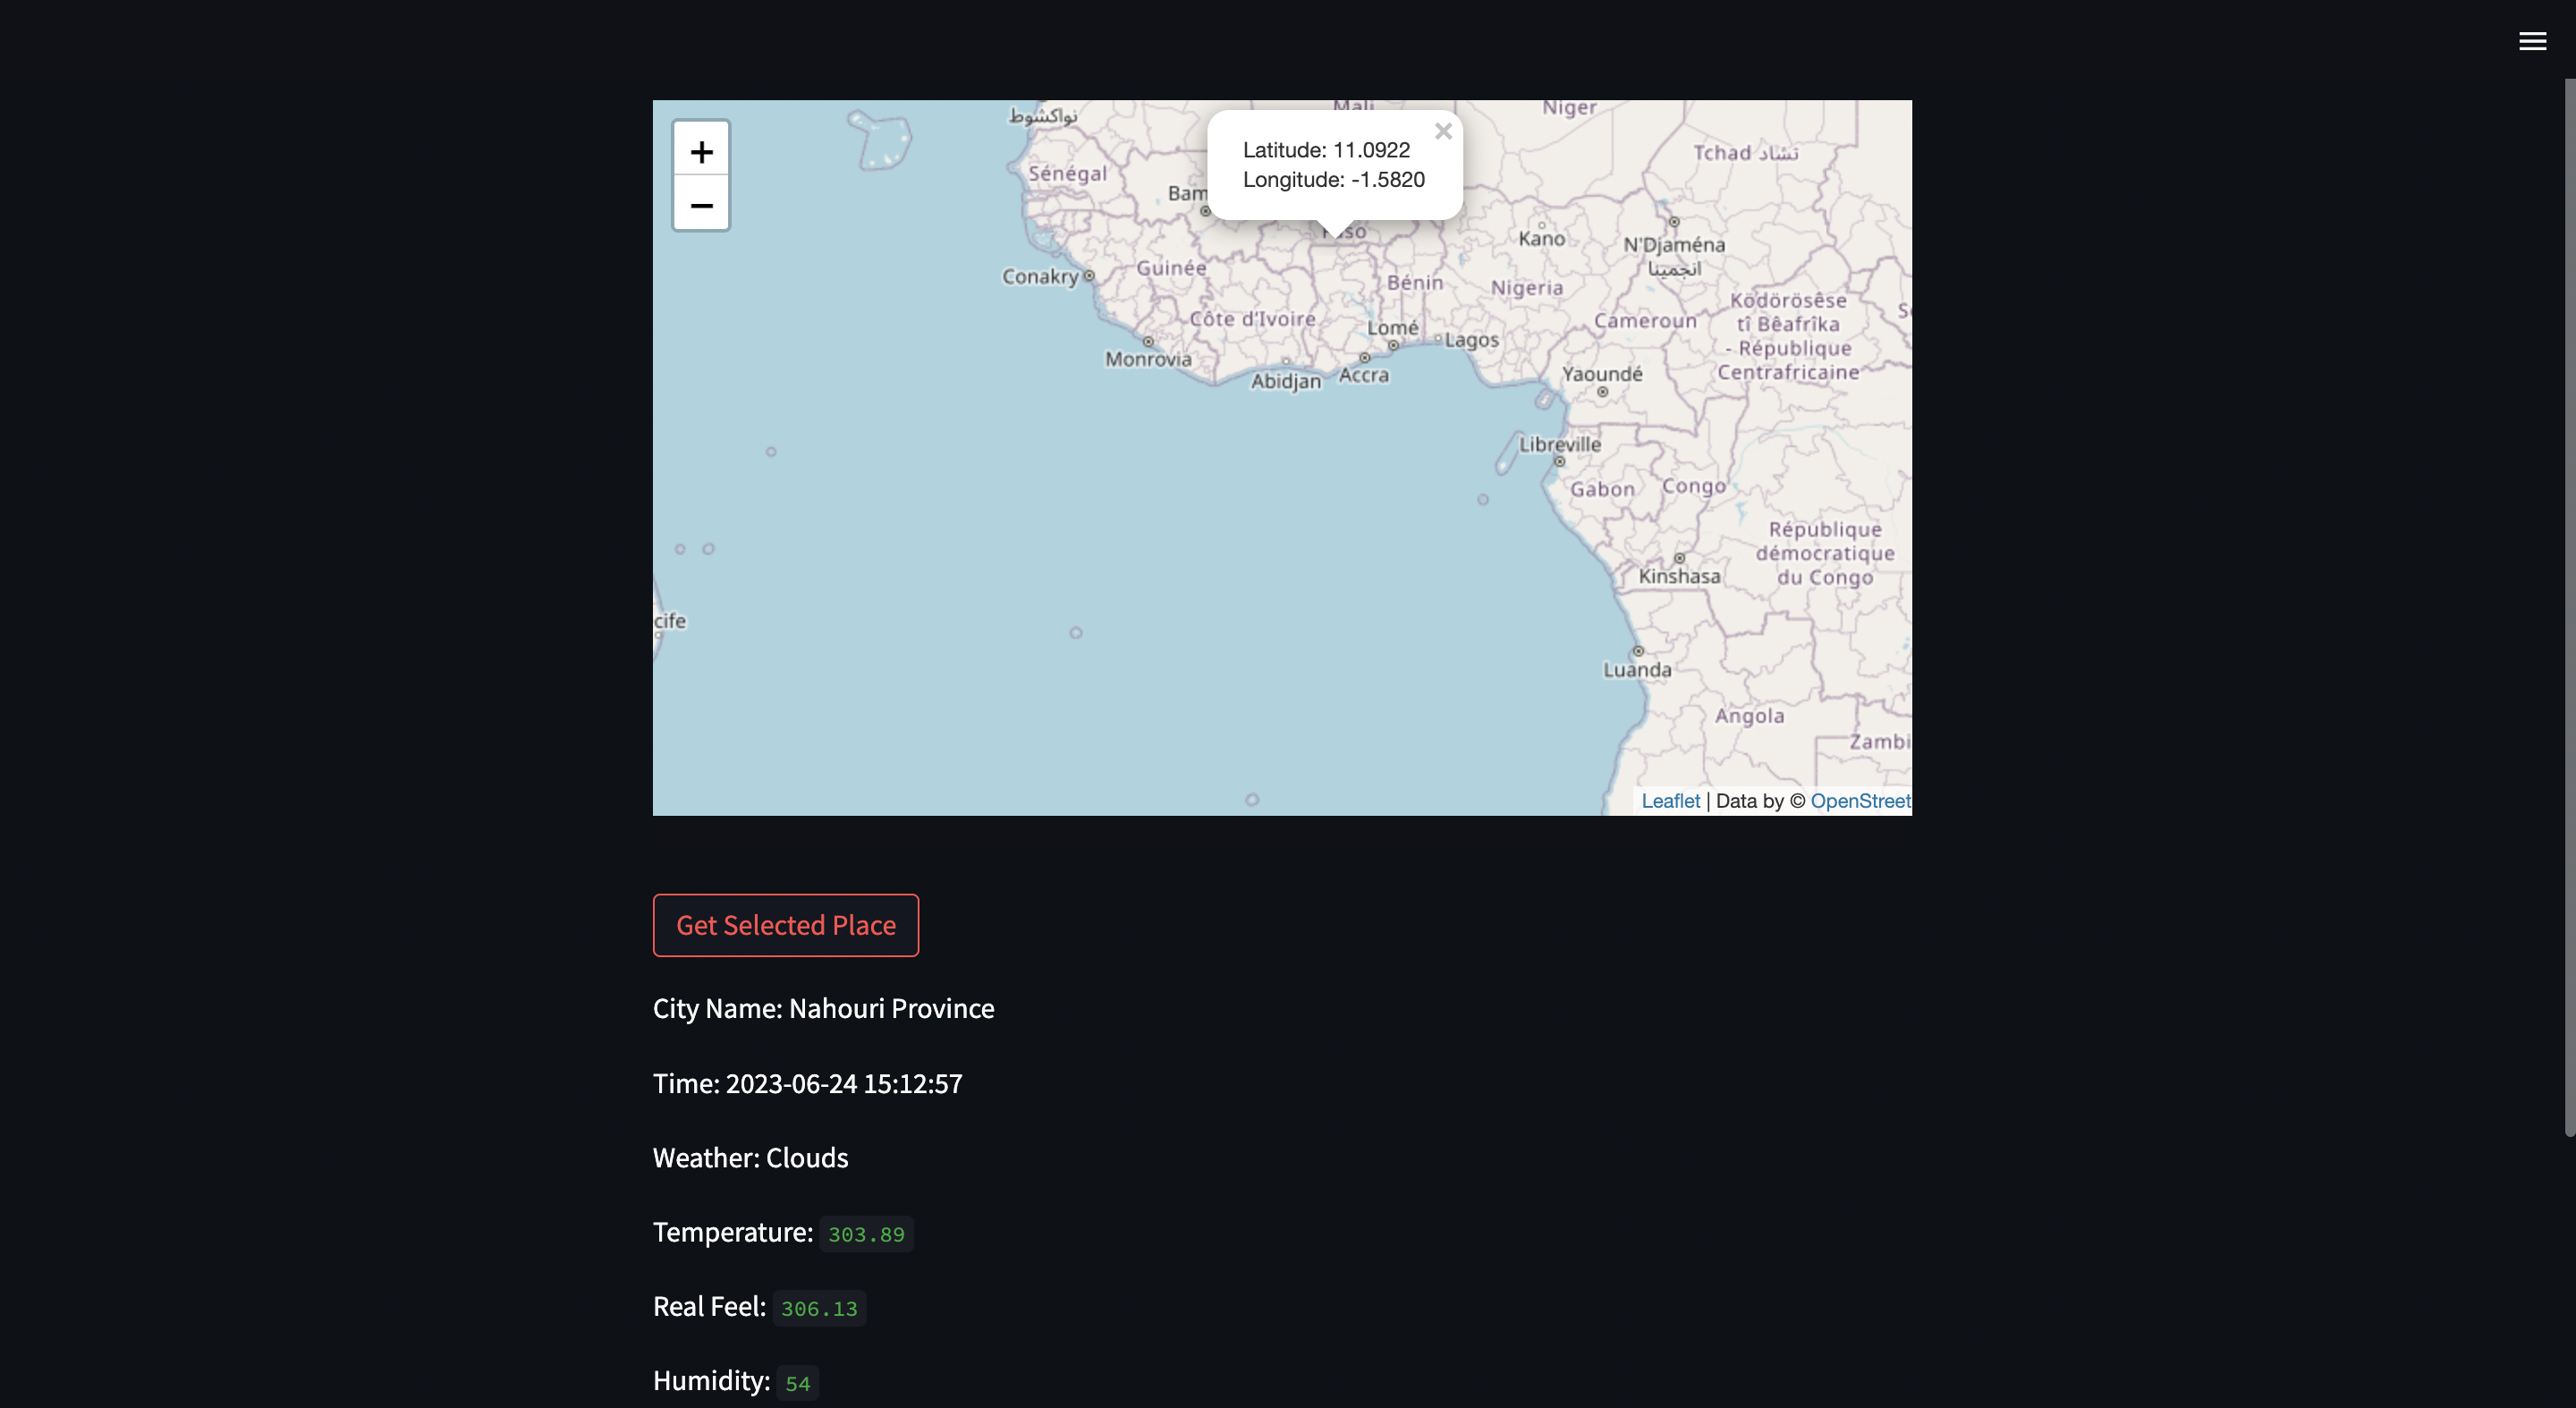 Mali
Niger
نواكشوط
+
Latitude: 11.0922
×
Tchad تشاد
Sénégal
Longitude: -1.5820
Bam
−
Kano
N'Djaména
انجمينا
Conakry
Guinée
Bénin
Nigeria
Ködörösêse
tî Bêafrîka
- République
Centrafricaine
Côte d'Ivoire
Cameroun
Lomé
Lagos
Monrovia
Abidjan
Accra
Yaoundé
Libreville
Gabon
Congo
République
démocratique
du Congo
Kinshasa
cife
Luanda
Angola
Zambi
Leaflet | Data by © OpenStreet
Get Selected Place
City Name: Nahouri Province
Time: 2023-06-24 15:12:57
Weather: Clouds
Temperature: 303.89
Real Feel: 306.13
Humidity: 54